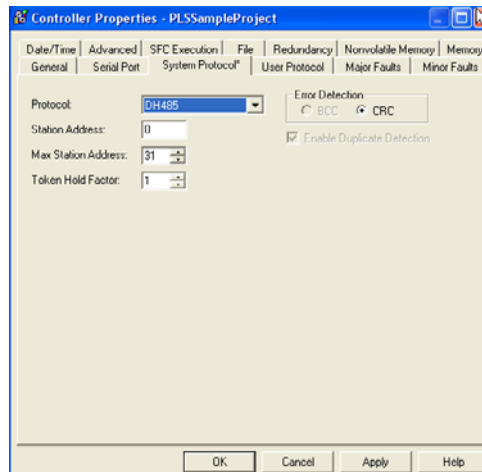 Controller Properties - PLSSampleProject
Date/Time Advanced SFC Execution File Redundancy Nonvolatile Memory Memory
General Serial Port System Protocol* User Protocol Major Faults Minor Faults
Protocol: DH485
Error Detection
BCC CRC
Station Address: 0
Enable Duplicate Detection
Max Station Address: 31
Token Hold Factor: 1
OK Cancel Apply Help